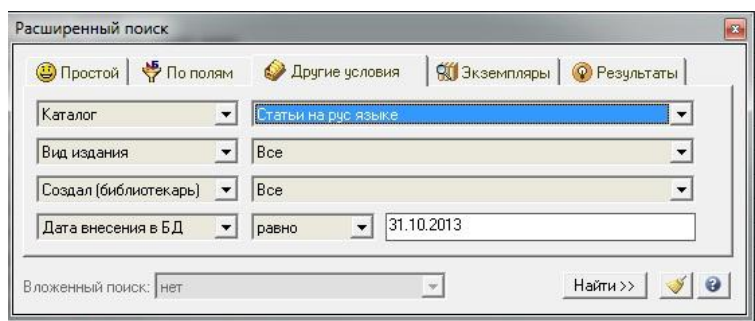 Расширенный поиск
Простой По полям Другие условия Экземпляры Результаты
Каталог Статьи на рус языке
Вид издания Все
Создал (библиотекарь) Все
Дата внесения в БД равно 31.10.2013
Вложенный поиск: нет Найти >>